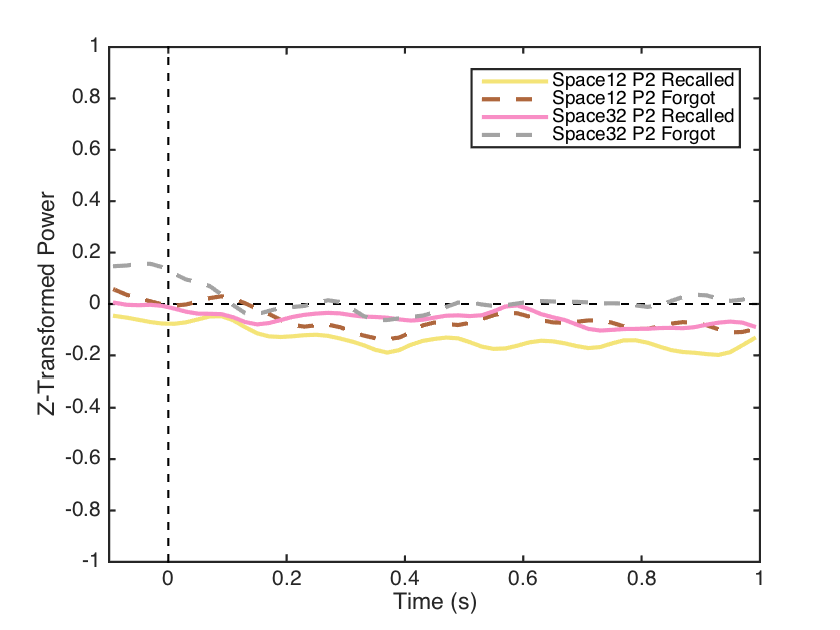 1
0.8
0.6
0.4
0.2
0
-0.2
-0.4
-0.6
-0.8
-1
Z-Transformed Power
Space12 P2 Recalled
Space12 P2 Forgot
Space32 P2 Recalled
Space32 P2 Forgot
0 0.2 0.4 0.6 0.8 1
Time (s)